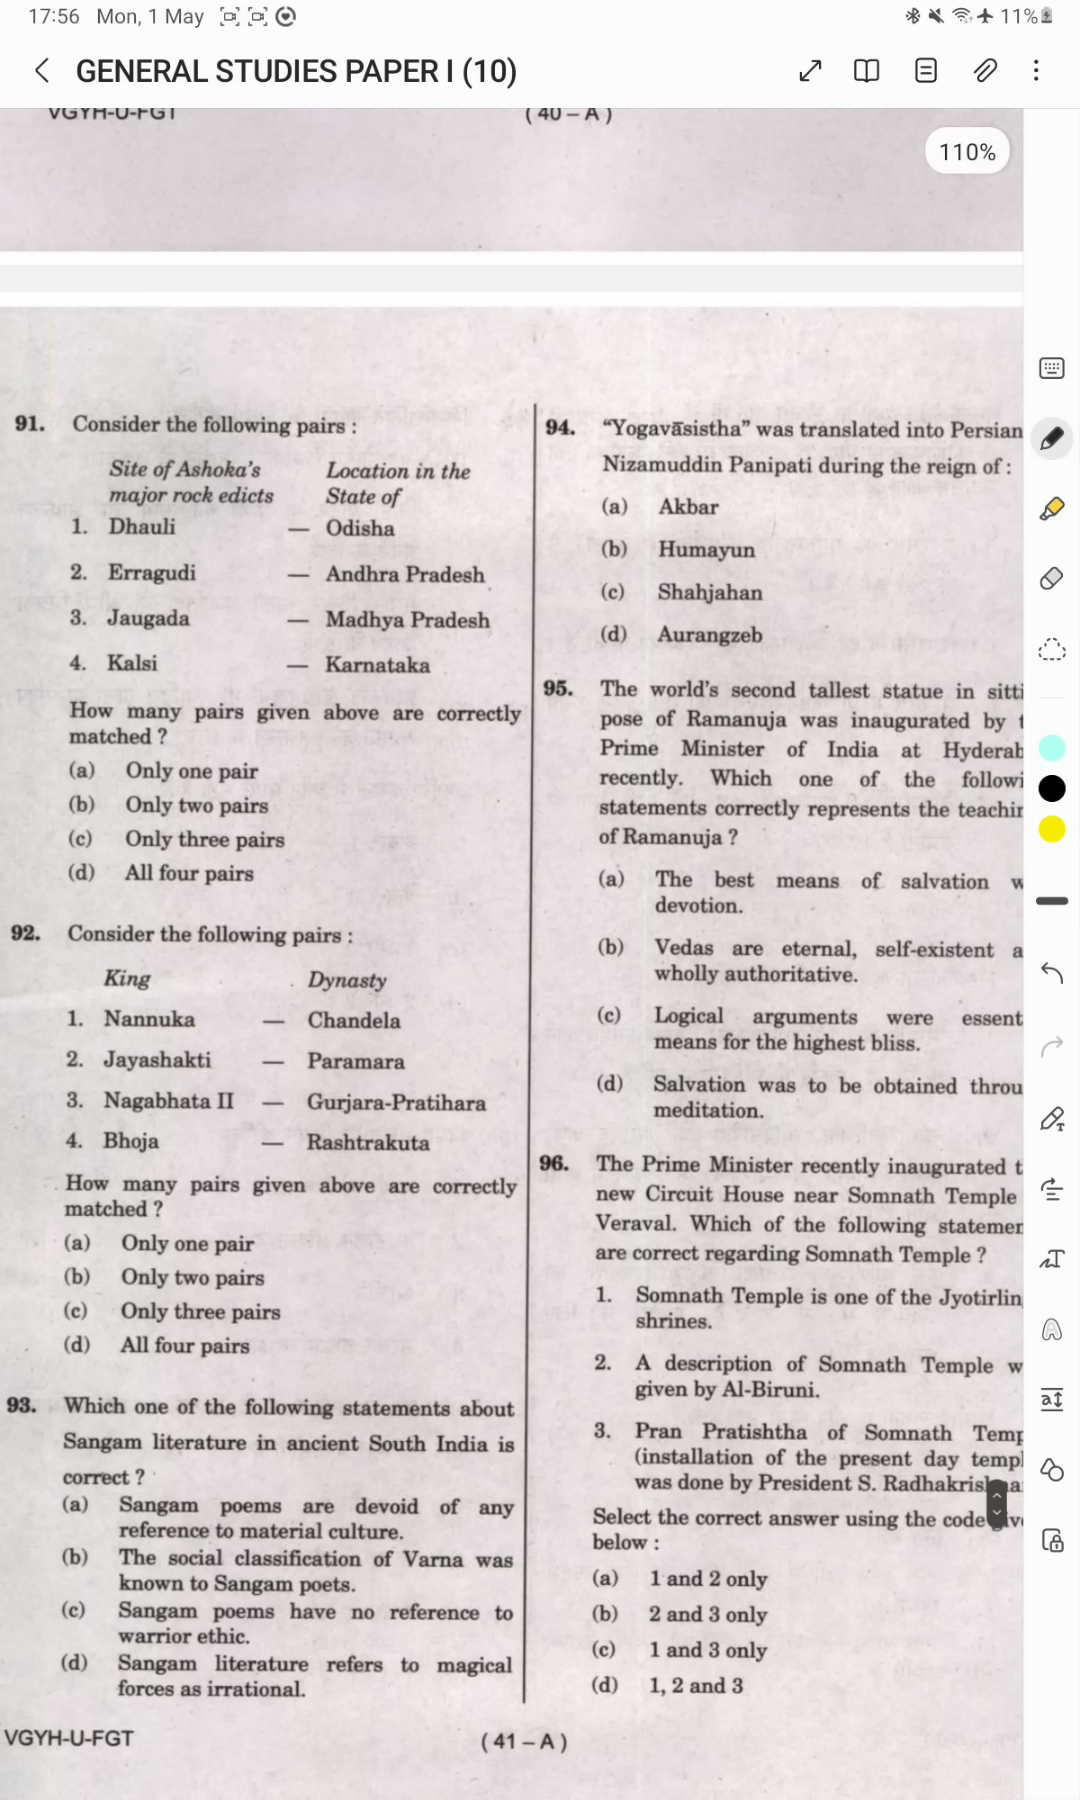 17:56 Mon, 1 May
11%
GENERAL STUDIES PAPER I (10)
VGYH-U-FGT
( 40 – A )
110%
91. Consider the following pairs :
Site of Ashoka's Location in the
major rock edicts State of
1. Dhauli — Odisha
2. Erragudi — Andhra Pradesh
3. Jaugada — Madhya Pradesh
4. Kalsi — Karnataka
How many pairs given above are correctly
matched ?
(a) Only one pair
(b) Only two pairs
(c) Only three pairs
(d) All four pairs
92. Consider the following pairs :
King Dynasty
1. Nannuka — Chandela
2. Jayashakti — Paramara
3. Nagabhata II — Gurjara-Pratihara
4. Bhoja — Rashtrakuta
How many pairs given above are correctly
matched ?
(a) Only one pair
(b) Only two pairs
(c) Only three pairs
(d) All four pairs
93. Which one of the following statements about
Sangam literature in ancient South India is
correct ?
(a) Sangam poems are devoid of any
reference to material culture.
(b) The social classification of Varna was
known to Sangam poets.
(c) Sangam poems have no reference to
warrior ethic.
(d) Sangam literature refers to magical
forces as irrational.
94. "Yogavāsistha" was translated into Persian
Nizamuddin Panipati during the reign of :
(a) Akbar
(b) Humayun
(c) Shahjahan
(d) Aurangzeb
95. The world's second tallest statue in sitti
pose of Ramanuja was inaugurated by t
Prime Minister of India at Hyderab
recently. Which one of the followi
statements correctly represents the teachin
of Ramanuja ?
(a) The best means of salvation w
devotion.
(b) Vedas are eternal, self-existent a
wholly authoritative.
(c) Logical arguments were essent
means for the highest bliss.
(d) Salvation was to be obtained throu
meditation.
96. The Prime Minister recently inaugurated t
new Circuit House near Somnath Temple
Veraval. Which of the following statemen
are correct regarding Somnath Temple ?
1. Somnath Temple is one of the Jyotirlin
shrines.
2. A description of Somnath Temple w
given by Al-Biruni.
3. Pran Pratishtha of Somnath Temp
(installation of the present day templ
was done by President S.
Select the correct answer using the code
below :
(a) 1 and 2 only
(b) 2 and 3 only
(c) 1 and 3 only
(d) 1, 2 and 3
VGYH-U-FGT
( 41 – A )